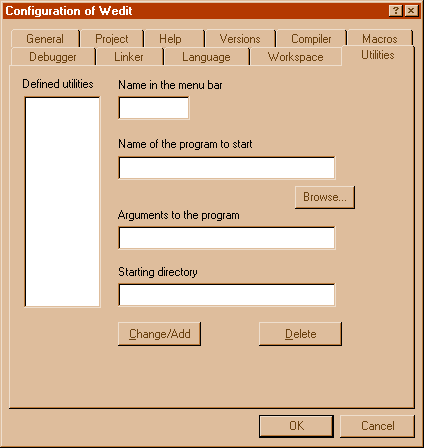 Configuration of Wedit
General Project Help Versions Compiler Macros
Debugger Linker Language Workspace Utilities
Defined utilities
Name in the menu bar
Name of the program to start
Browse...
Arguments to the program
Starting directory
Change/Add Delete
OK Cancel